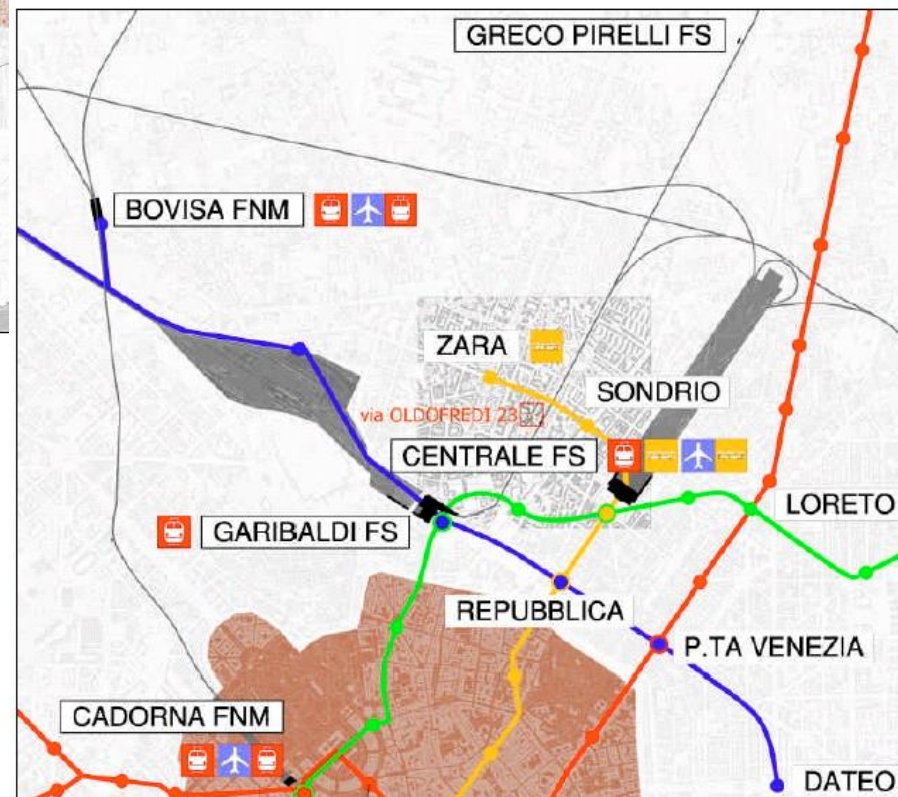 GRECO PIRELLI FS
BOVISA FNM
ZARA
SONDRIO
via OLDOFREDI 23
CENTRALE FS
LORETO
GARIBALDI FS
REPUBBLICA
P.TA VENEZIA
CADORNA FNM
DATEO